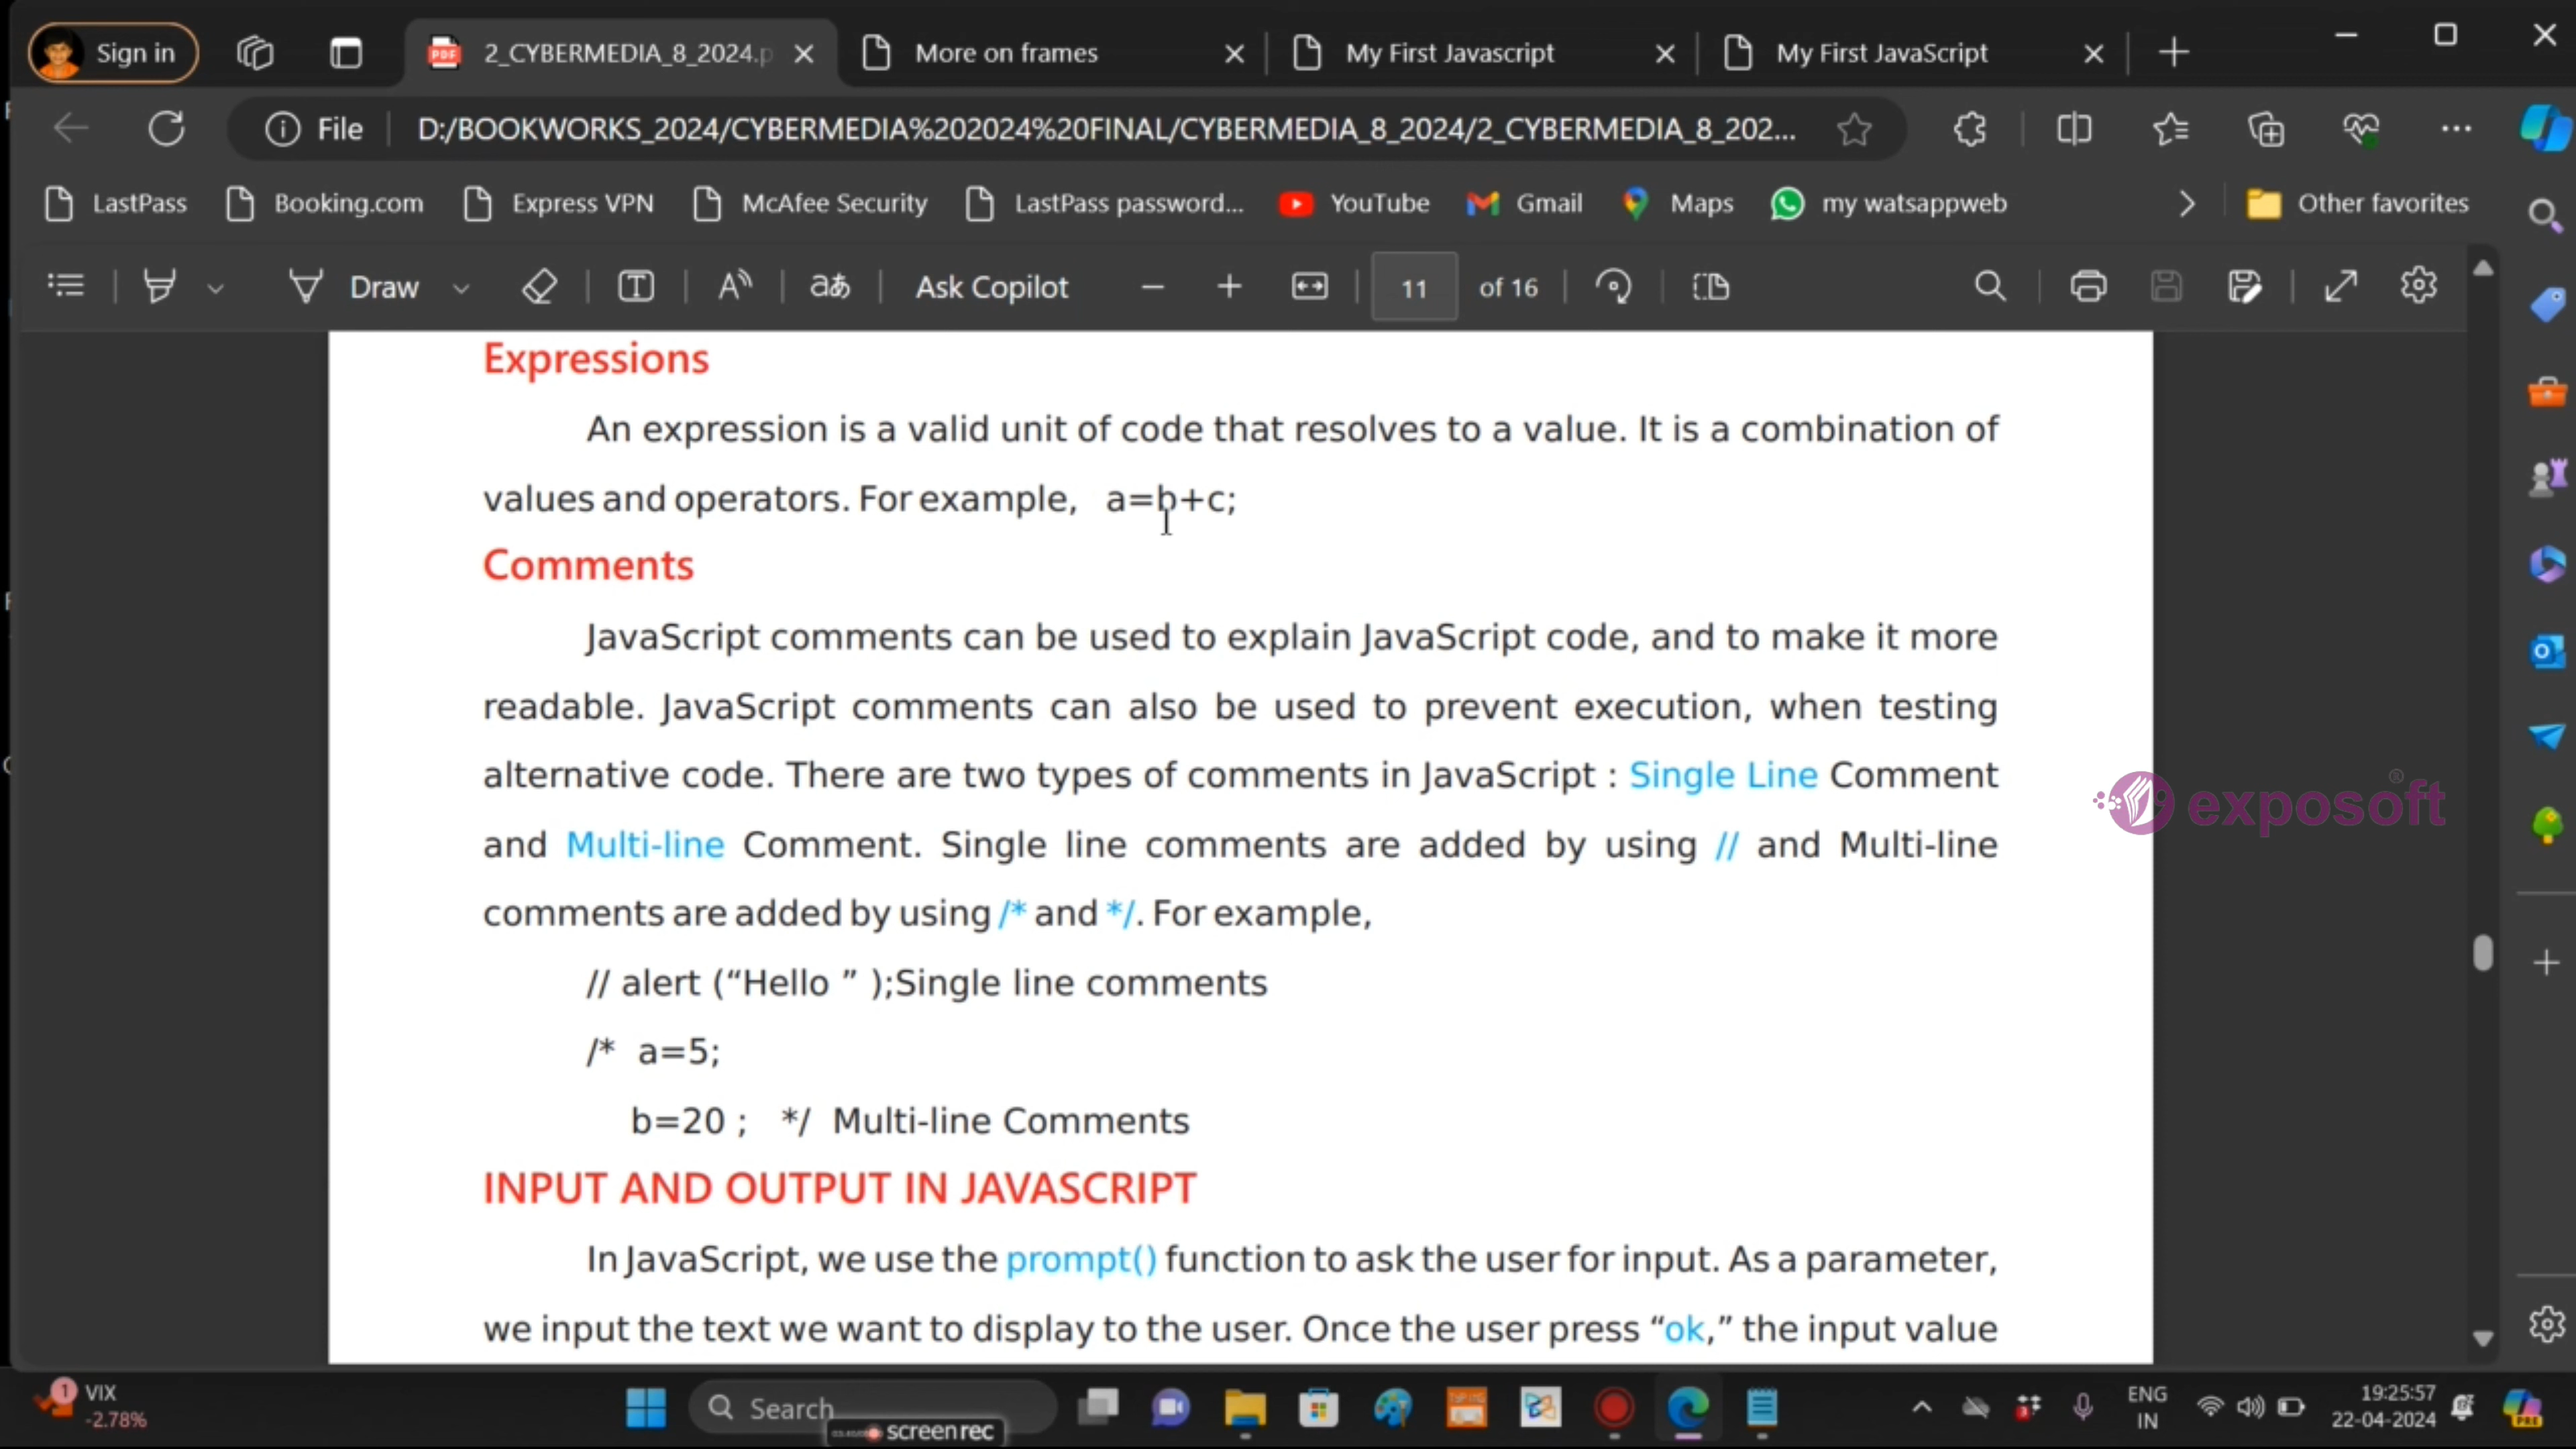 Sign in
2_CYBERMEDIA_8_2024.p
More on frames
My First Javascript
My First JavaScript
File
D:/BOOKWORKS_2024/CYBERMEDIA%202024%20FINAL/CYBERMEDIA_8_2024/2_CYBERMEDIA_8_202...
LastPass
Booking.com
Express VPN
McAfee Security
LastPass password...
YouTube
Gmail
Maps
my watsappweb
Other favorites
Draw
aあ
Ask Copilot
11
of 16
Expressions
An expression is a valid unit of code that resolves to a value. It is a combination of
values and operators. For example, a=b+c;
Comments
JavaScript comments can be used to explain JavaScript code, and to make it more
readable. JavaScript comments can also be used to prevent execution, when testing
alternative code. There are two types of comments in JavaScript : Single Line Comment
and Multi-line Comment. Single line comments are added by using // and Multi-line
comments are added by using /* and */. For example,
// alert (“Hello ” );Single line comments
/* a=5;
b=20 ; */ Multi-line Comments
INPUT AND OUTPUT IN JAVASCRIPT
In JavaScript, we use the prompt() function to ask the user for input. As a parameter,
we input the text we want to display to the user. Once the user press “ok,” the input value
exposoft®
1
VIX
-2.78%
Search
screenrec
ENG
IN
19:25:57
22-04-2024